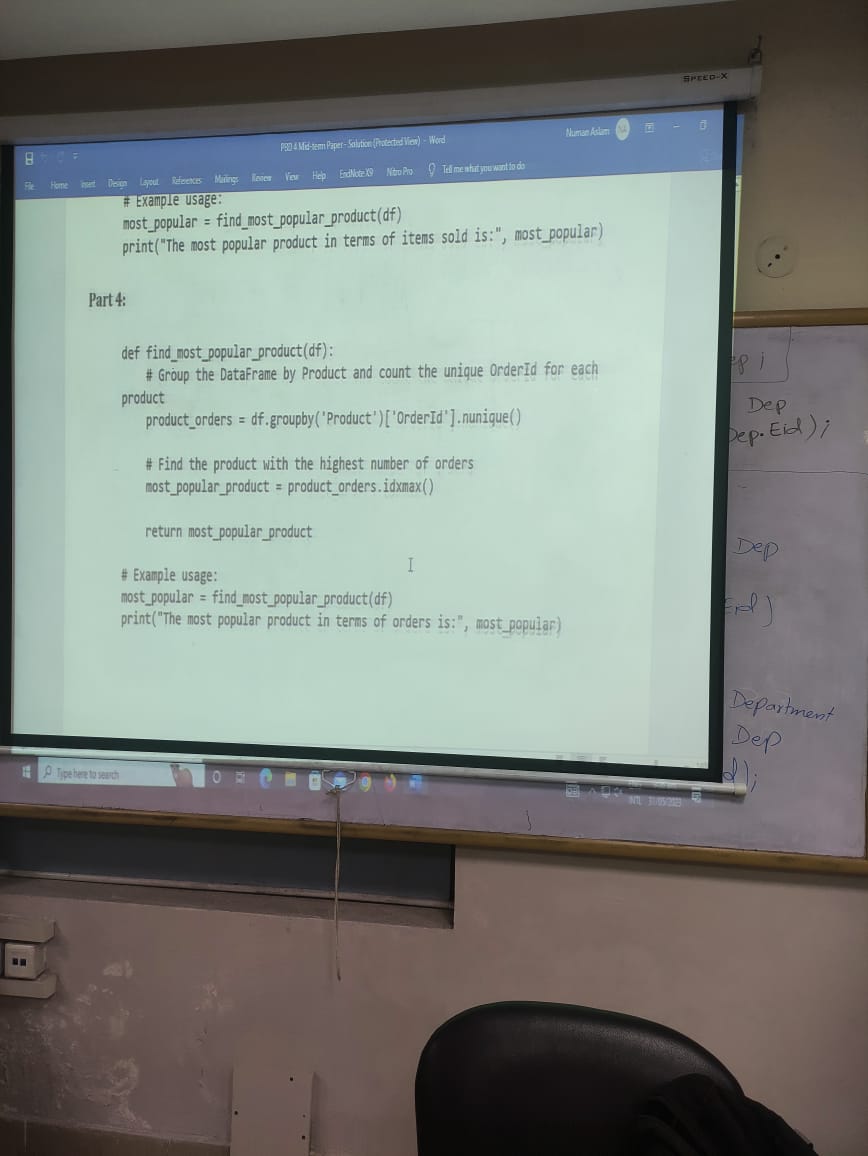 SPEED-X
PBD 4 Mid-term Paper - Solution (Protected View) - Word
Numan Aslam
File Home Insert Design Layout References Mailings Review View Help EndNote X9 Nitro Pro Tell me what you want to do
# Example usage:
most_popular = find_most_popular_product(df)
print("The most popular product in terms of items sold is:", most_popular)
Part 4:
def find_most_popular_product(df):
# Group the DataFrame by Product and count the unique OrderId for each
product
product_orders = df.groupby('Product')['OrderId'].nunique()
# Find the product with the highest number of orders
most_popular_product = product_orders.idxmax()
return most_popular_product
# Example usage:
most_popular = find_most_popular_product(df)
print("The most popular product in terms of orders is:", most_popular)
Type here to search
INTL 31/05/2023
ep ;
Dep
Dep.Eid);
Dep
Eid)
Department
Dep
d);